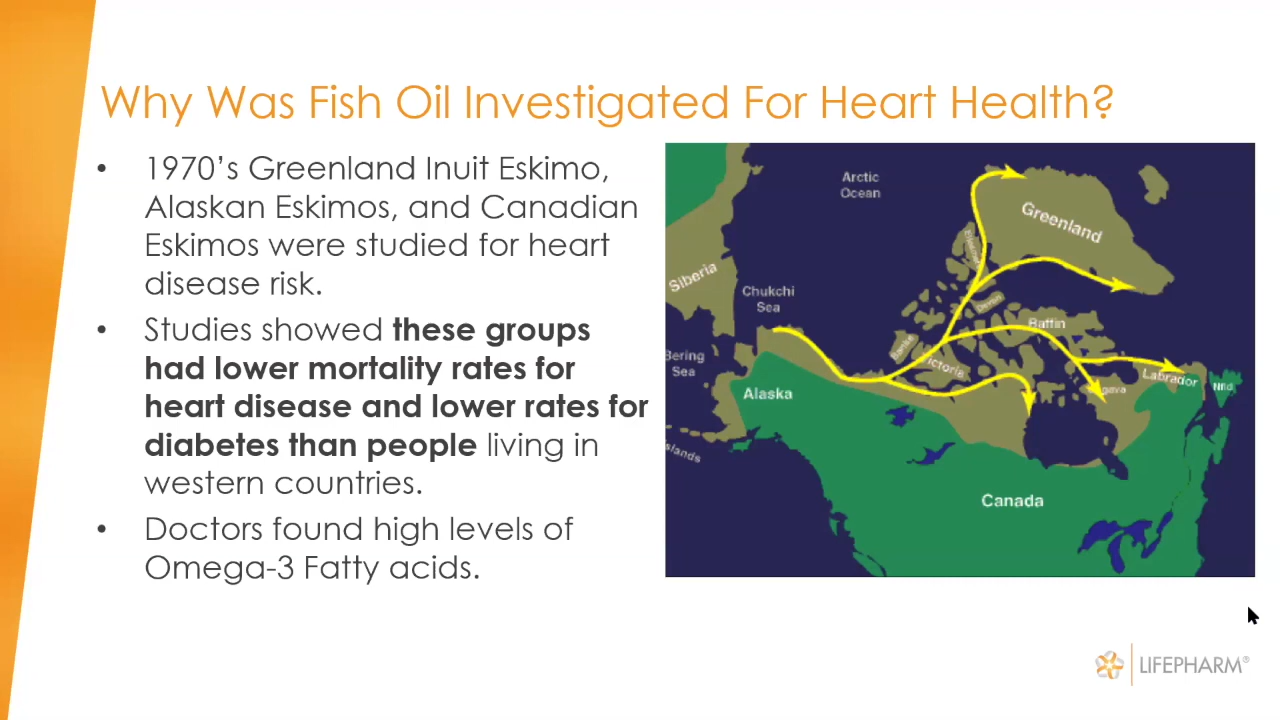 Why Was Fish Oil Investigated For Heart Health?
• 1970's Greenland Inuit Eskimo,
Alaskan Eskimos, and Canadian
Eskimos were studied for heart
disease risk.
• Studies showed these groups
had lower mortality rates for
heart disease and lower rates for
diabetes than people living in
western countries.
• Doctors found high levels of
Omega-3 Fatty acids.
Arctic
Ocean
Greenland
Siberia
Chukchi
Sea
Devon
Baffin
Banks
Victoria
Bering
Sea
Labrador
Nfld
Alaska
Canada
LIFEPHARM®